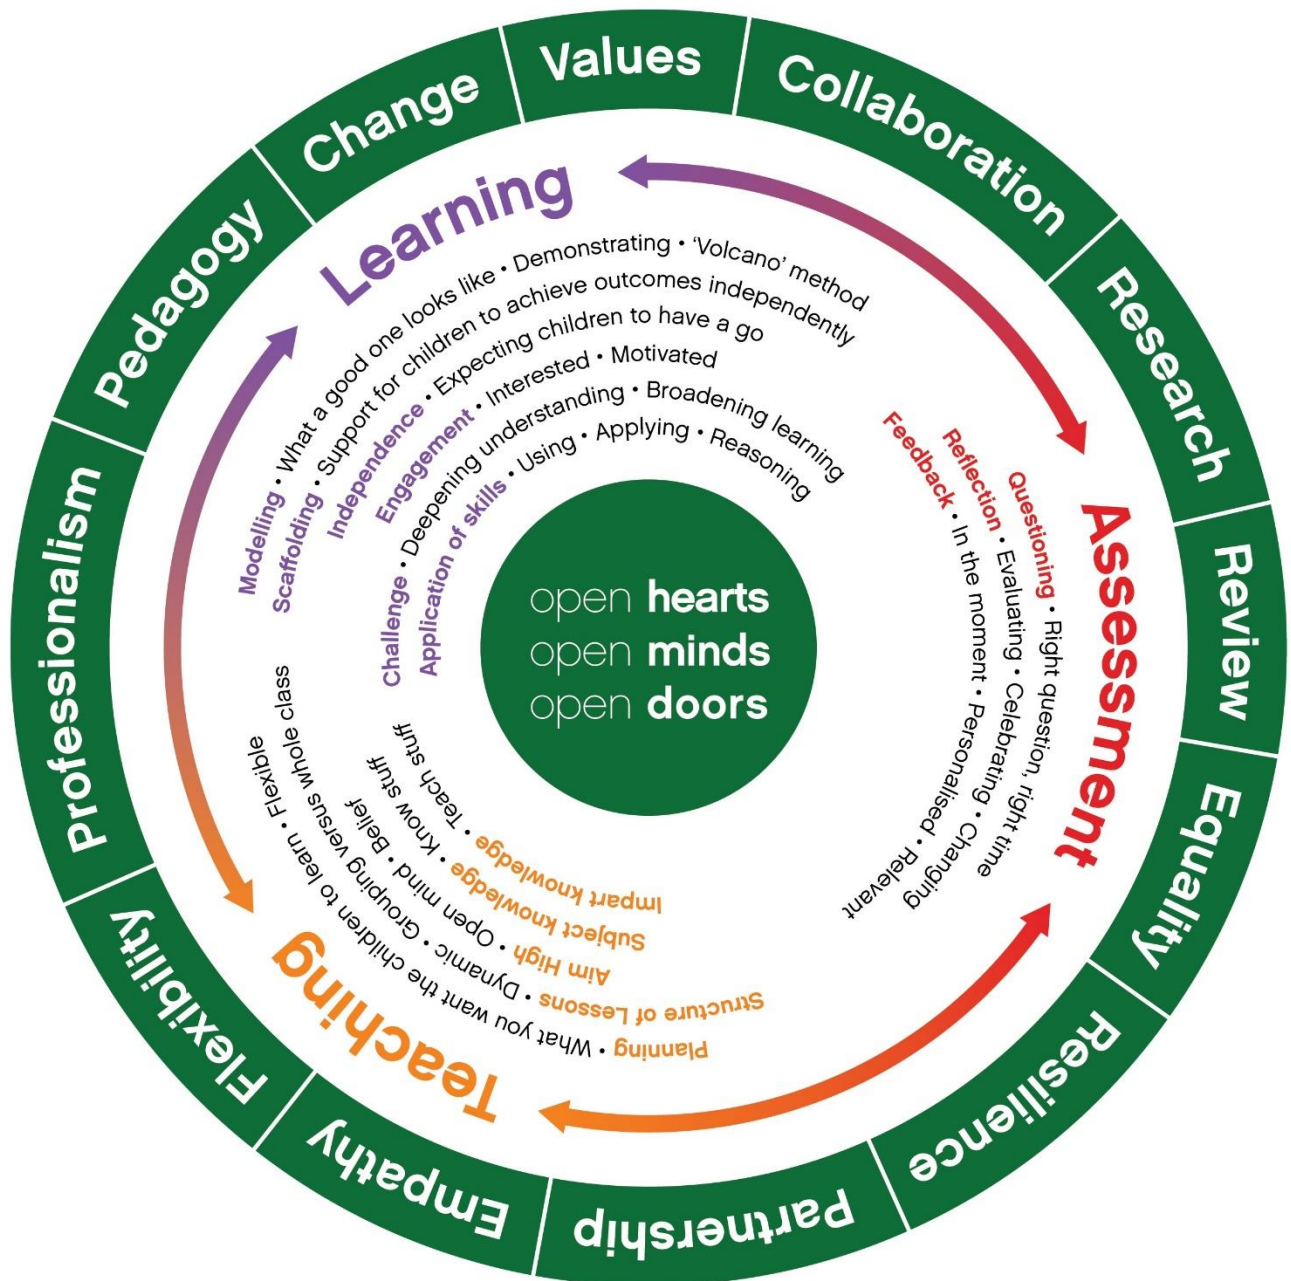 Values
Collaboration
Research
Review
Equality
Resilience
Partnership
Empathy
Flexibility
Professionalism
Pedagogy
Change
Learning
Modelling • What a good one looks like • Demonstrating • ‘Volcano’ method
Scaffolding • Support for children to achieve outcomes independently
Independence • Expecting children to have a go
Engagement • Interested • Motivated
Challenge • Deepening understanding • Broadening learning
Application of skills • Using • Applying • Reasoning
Assessment
Questioning • Right question, right time
Reflection • Evaluating • Celebrating • Changing
Feedback • In the moment • Personalised • Relevant
Teaching
Planning • What you want the children to learn • Flexible
Structure of Lessons • Dynamic • Grouping versus whole class
Aim High • Open mind • Belief
Subject knowledge • Know stuff
Impart knowledge • Teach stuff
open hearts
open minds
open doors